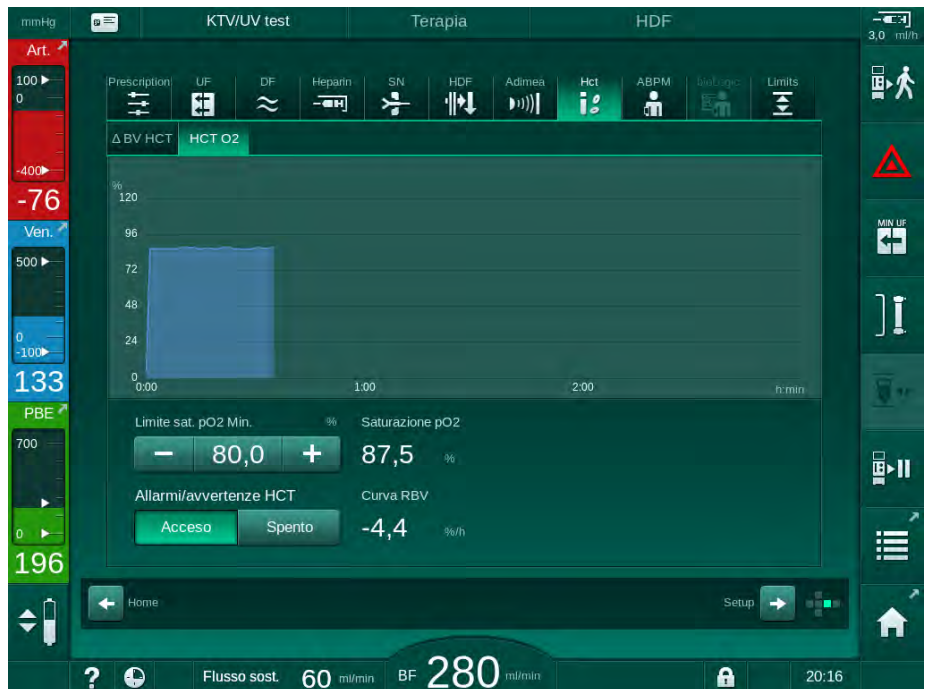 mmHg
KTV/UV test
Terapia
HDF
3,0 ml/h
Art.
100
0
-400
-76
Ven.
500
0
-100
133
PBE
700
0
196
Prescription
UF
DF
Heparin
SN
HDF
Adimea
Hct
ABPM
bioLogic
Limits
Δ BV HCT
HCT O2
%
120
96
72
48
24
0
0:00
1:00
2:00
h:min
Limite sat. pO2 Min.
%
Saturazione pO2
80,0
87,5 %
Allarmi/avvertenze HCT
Curva RBV
Acceso
Spento
-4,4 %/h
MIN UF
Home
Setup
?
Flusso sost. 60 ml/min
BF 280 ml/min
20:16